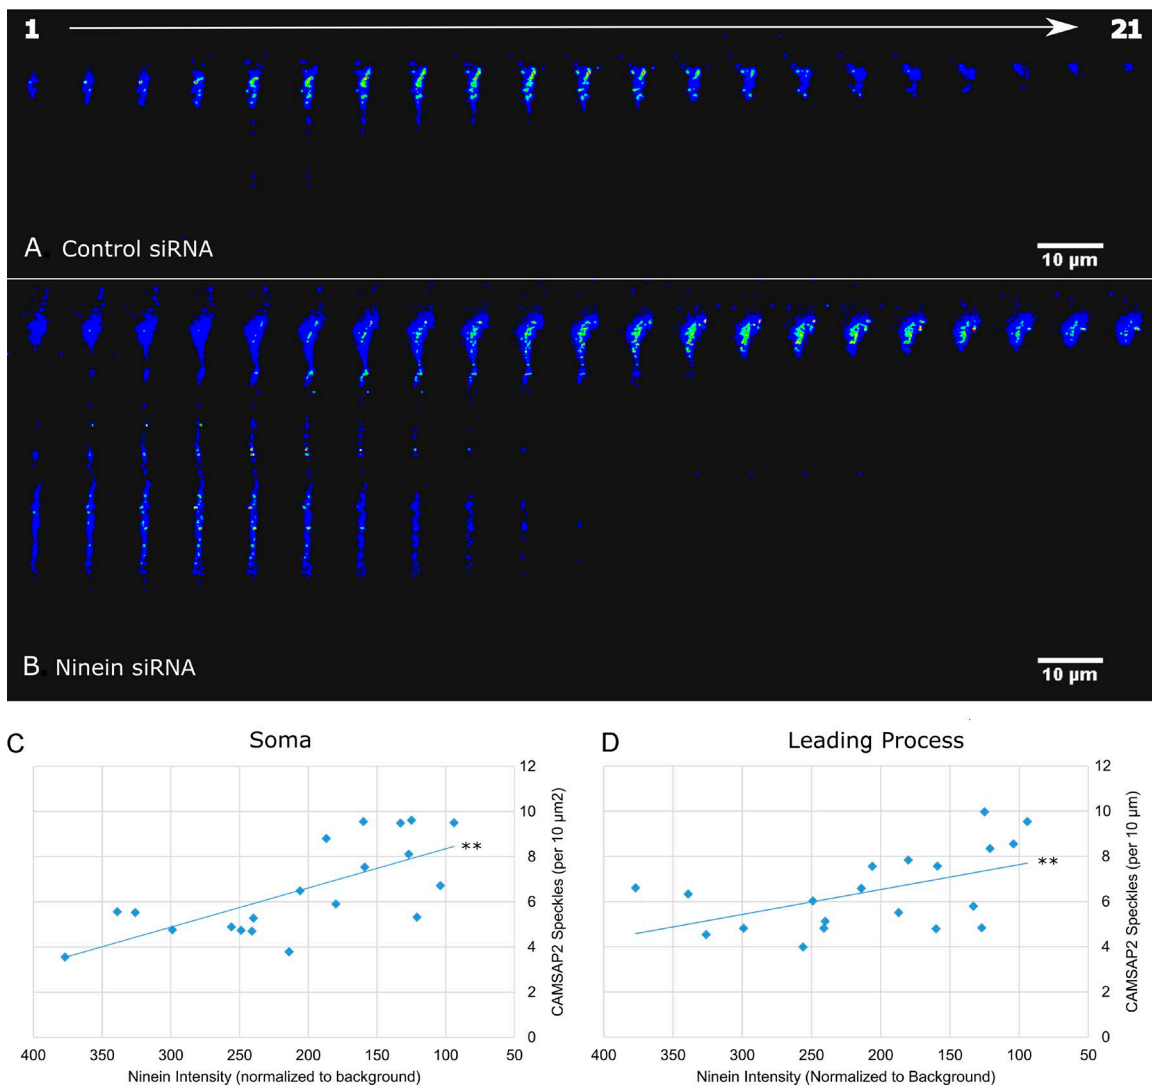 1 21
A. Control siRNA
10 µm
B. Ninein siRNA
10 µm
C Soma
12
10
8
6
4
2
0
**
CAMSAP2 Speckles (per 10 µm2)
400 350 300 250 200 150 100 50
Ninein Intensity (normalized to background)
D Leading Process
12
10
8
6
4
2
0
**
CAMSAP2 Speckles (per 10 µm)
400 350 300 250 200 150 100 50
Ninein Intensity (Normalized to Background)